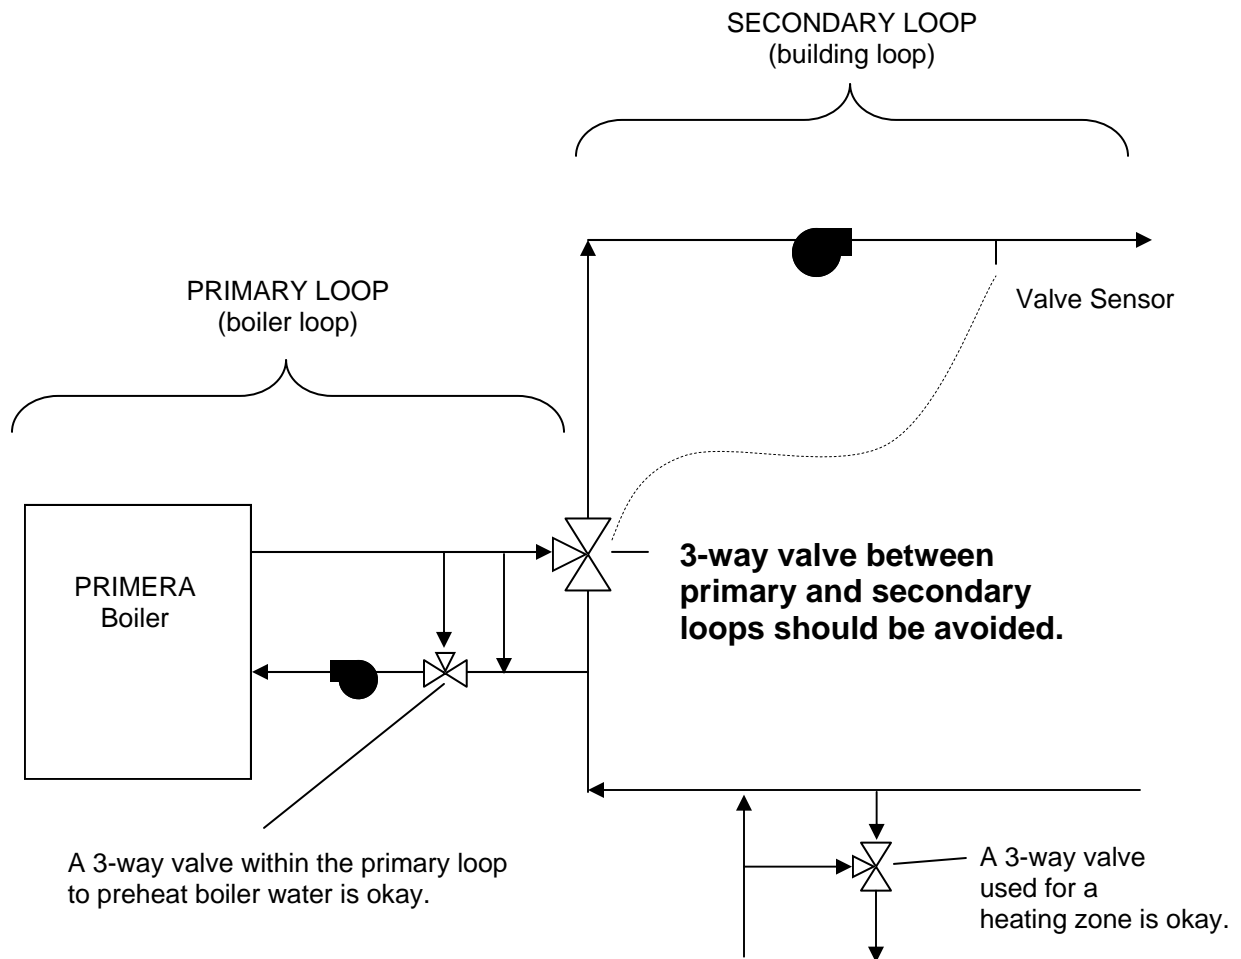 SECONDARY LOOP
(building loop)
PRIMARY LOOP
(boiler loop)
Valve Sensor
PRIMERA
Boiler
3-way valve between
primary and secondary
loops should be avoided.
A 3-way valve within the primary loop
to preheat boiler water is okay.
A 3-way valve
used for a
heating zone is okay.